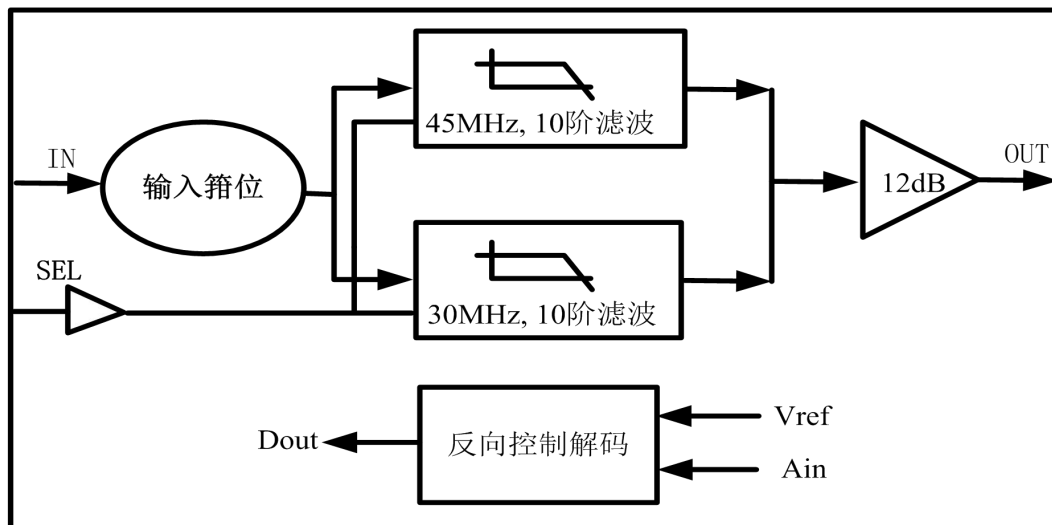 45MHz, 10阶滤波
IN
输入箝位
12dB
OUT
SEL
30MHz, 10阶滤波
Dout
反向控制解码
Vref
Ain